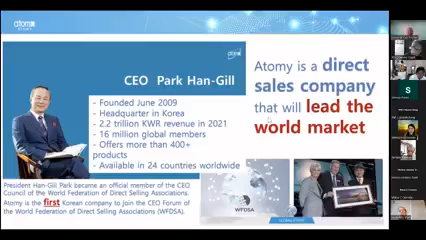 atomy
atomy
CEO Park Han-Gill
- Founded June 2009
- Headquarter in Korea
- 2.2 trillion KWR revenue in 2021
- 16 million global members
- Offers more than 400+
products
- Available in 24 countries worldwide
Atomy is a direct
sales company
that will lead the
world market
President Han-Gill Park became an official member of the CEO
Council of the World Federation of Direct Selling Associations.
Atomy is the first Korean company to join the CEO Forum of
the World Federation of Direct Selling Associations (WFDSA).
WFDSA